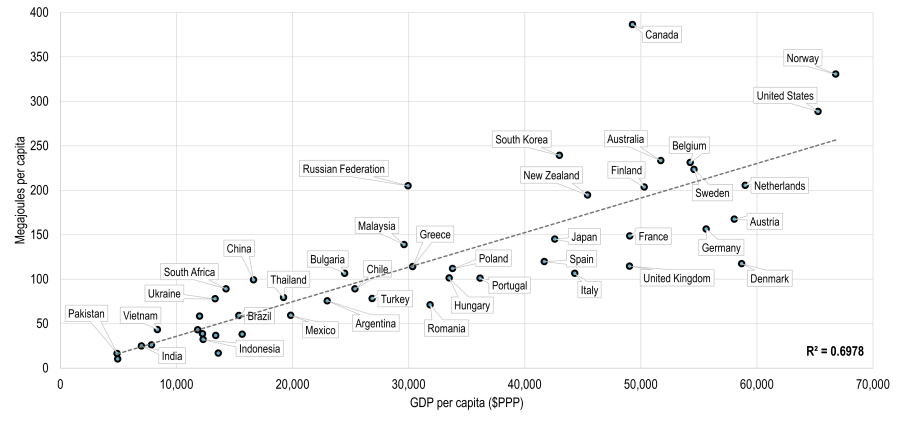 400
Canada
350
Norway
United States
300
250
South Korea
Australia
Belgium
Russian Federation
200
New Zealand
Finland
Sweden
Netherlands
Malaysia
Greece
Austria
150
China
Bulgaria
Japan
France
Germany
South Africa
Thailand
Chile
Poland
Spain
100
Ukraine
Turkey
Hungary
Portugal
Italy
United Kingdom
Denmark
Pakistan
Vietnam
Brazil
Mexico
Argentina
Romania
50
India
Indonesia
R² = 0.6978
0
Megajoules per capita
0 10,000 20,000 30,000 40,000 50,000 60,000 70,000
GDP per capita ($PPP)